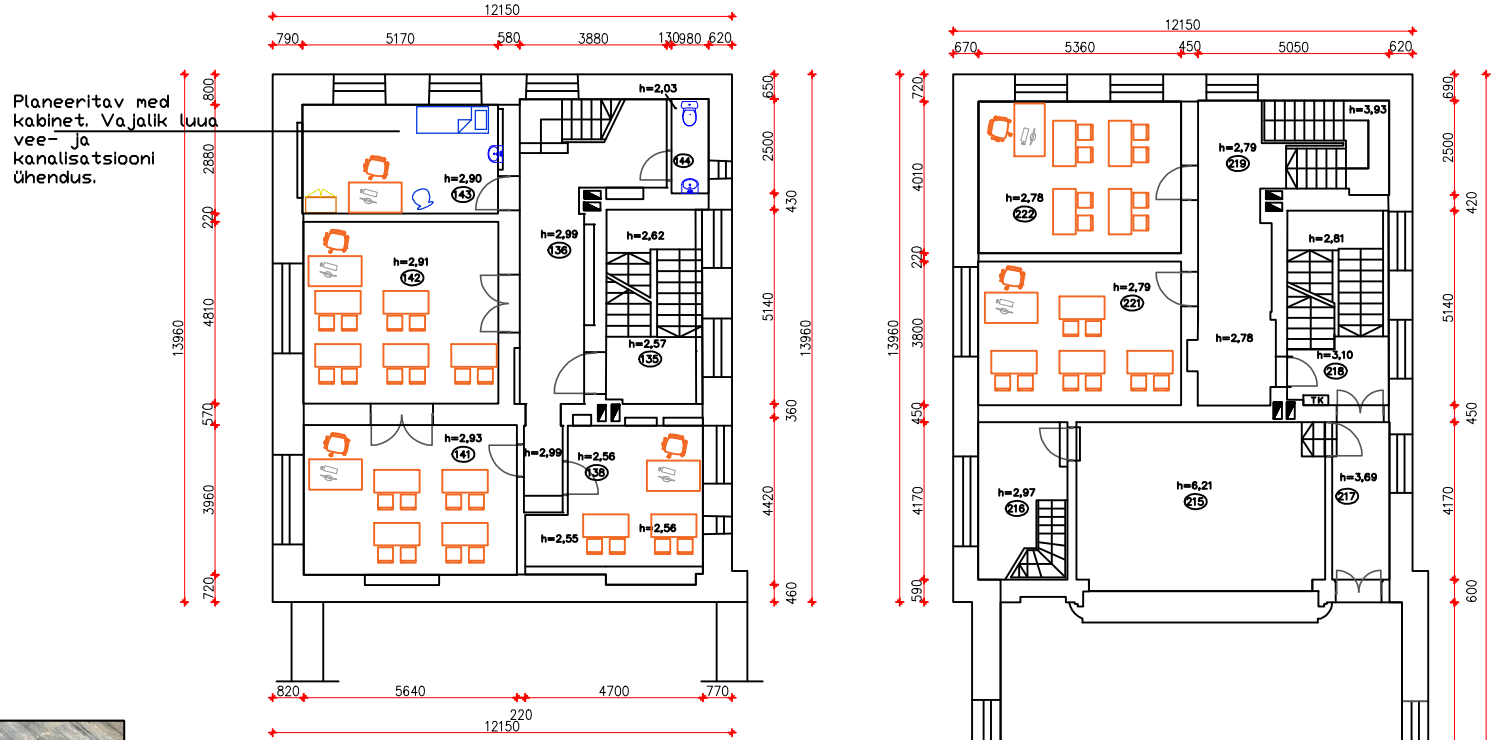 12150
790 5170 580 3880 130 980 620
Planeeritav med
kabinet. Vajalik luua
vee- ja
kanalisatsiooni
ühendus.
800
2880
220
4810
570
3960
720
13960
h=2,03
144
h=2,90
143
h=2,99
136
h=2,62
h=2,91
142
h=2,57
135
h=2,93
141
h=2,99
h=2,56
138
h=2,55
h=2,56
650
2500
430
5140
360
4420
460
13960
820 5640 4700 770
220
12150
12150
670 5360 450 5050 620
720
4010
220
3800
450
4170
590
13960
h=3,93
h=2,79
219
h=2,78
222
h=2,81
h=2,79
221
h=2,78
h=3,10
218
TK
h=2,97
216
h=6,21
215
h=3,69
217
690
2500
420
5140
450
4170
600